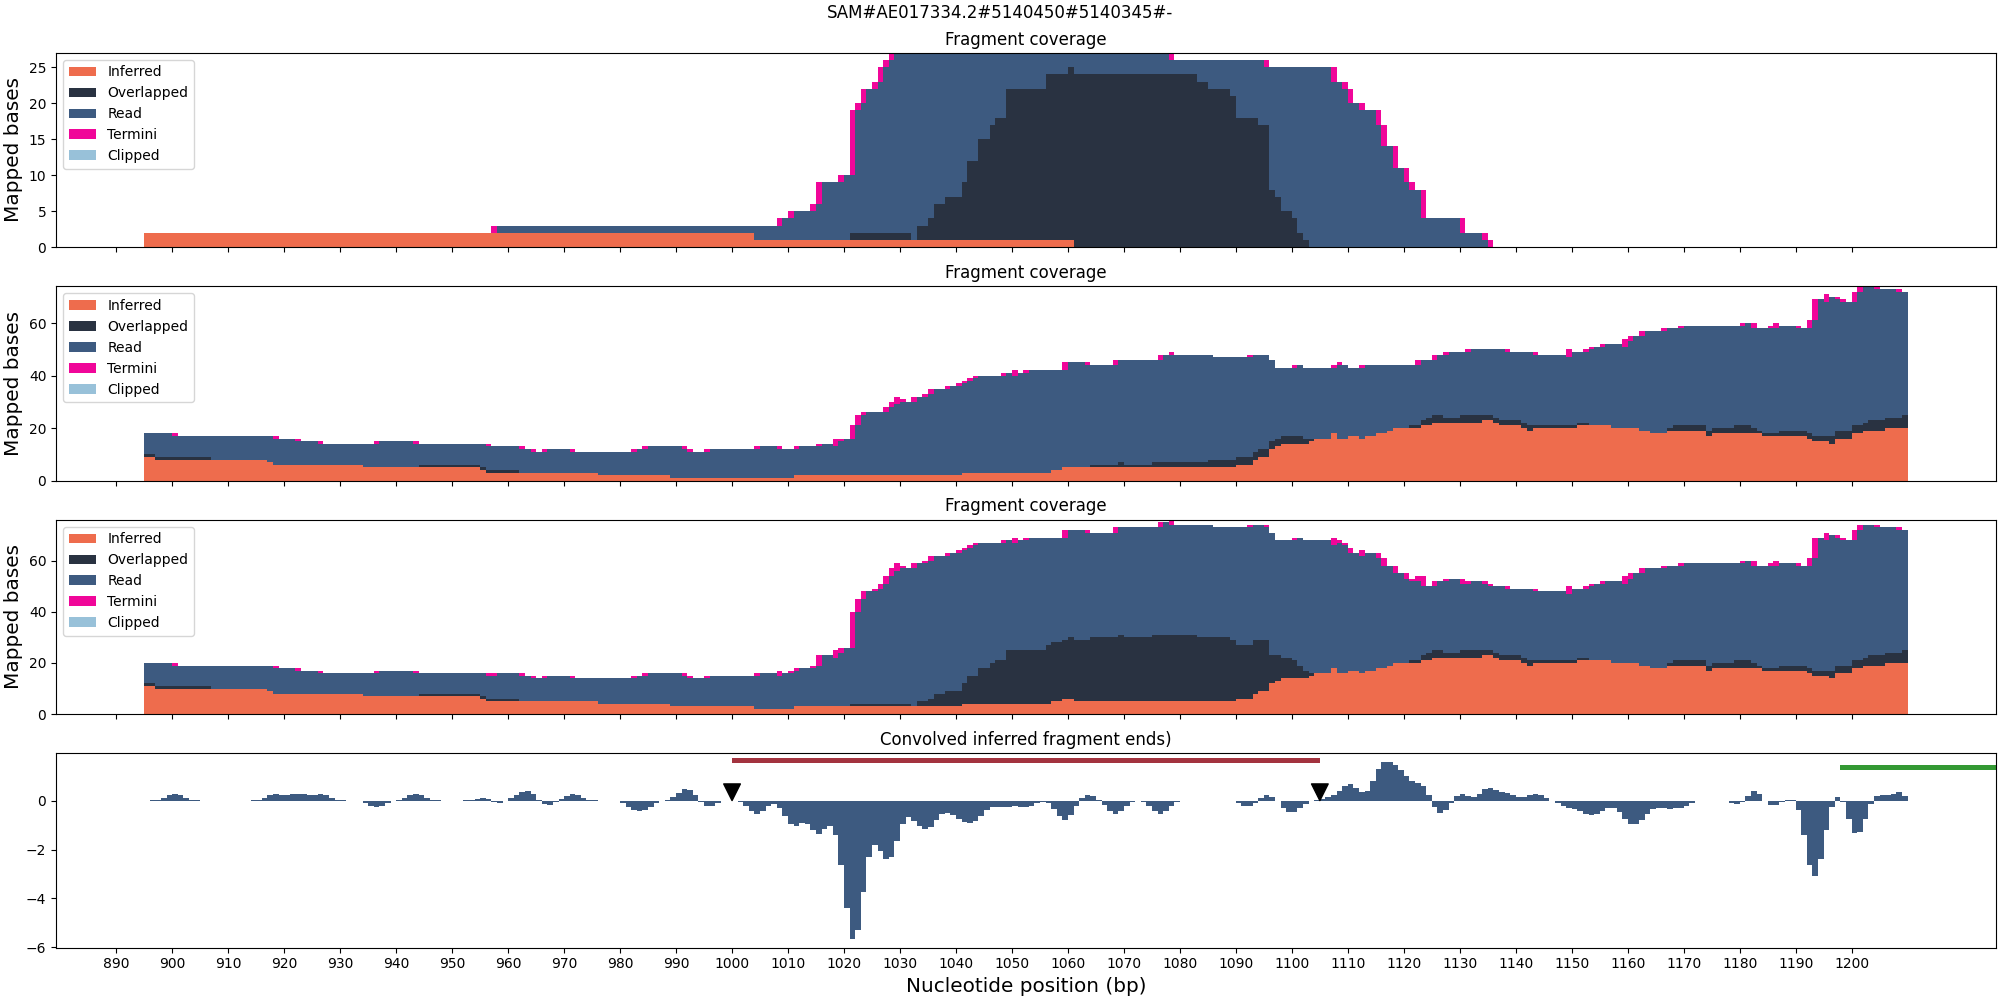 SAM#AE017334.2#5140450#5140345#-
Fragment coverage
Mapped bases
25
20
15
10
5
0
Inferred
Overlapped
Read
Termini
Clipped
Fragment coverage
Mapped bases
60
40
20
0
Inferred
Overlapped
Read
Termini
Clipped
Fragment coverage
Mapped bases
60
40
20
0
Inferred
Overlapped
Read
Termini
Clipped
Convolved inferred fragment ends)
0
−2
−4
−6
890 900 910 920 930 940 950 960 970 980 990 1000 1010 1020 1030 1040 1050 1060 1070 1080 1090 1100 1110 1120 1130 1140 1150 1160 1170 1180 1190 1200
Nucleotide position (bp)